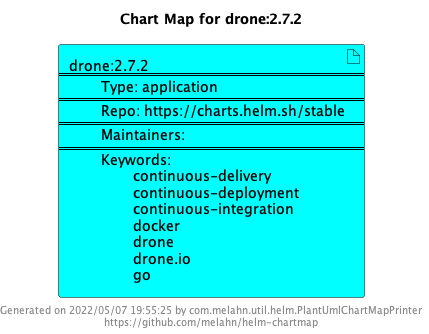 Chart Map for drone:2.7.2
drone:2.7.2
Type: application
Repo: https://charts.helm.sh/stable
Maintainers:
Keywords:
continuous-delivery
continuous-deployment
continuous-integration
docker
drone
drone.io
go
Generated on 2022/05/07 19:55:25 by com.melahn.util.helm.PlantUmlChartMapPrinter
https://github.com/melahn/helm-chartmap